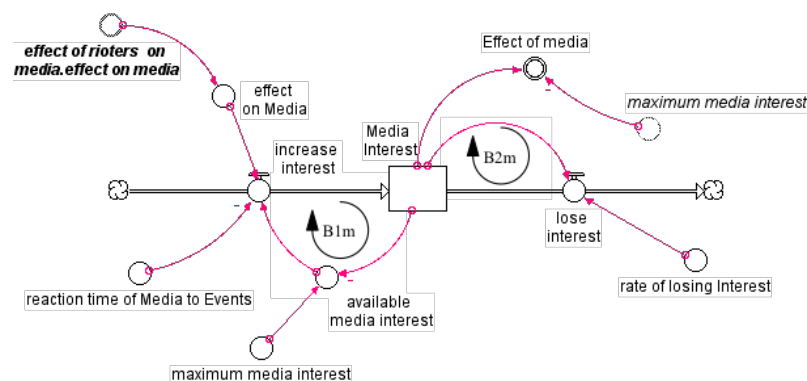 effect of rioters on
media.effect on media
effect
on Media
Effect of media
maximum media interest
Media
Interest
increase
interest
B2m
B1m
lose
interest
reaction time of Media to Events
available
media interest
rate of losing Interest
maximum media interest